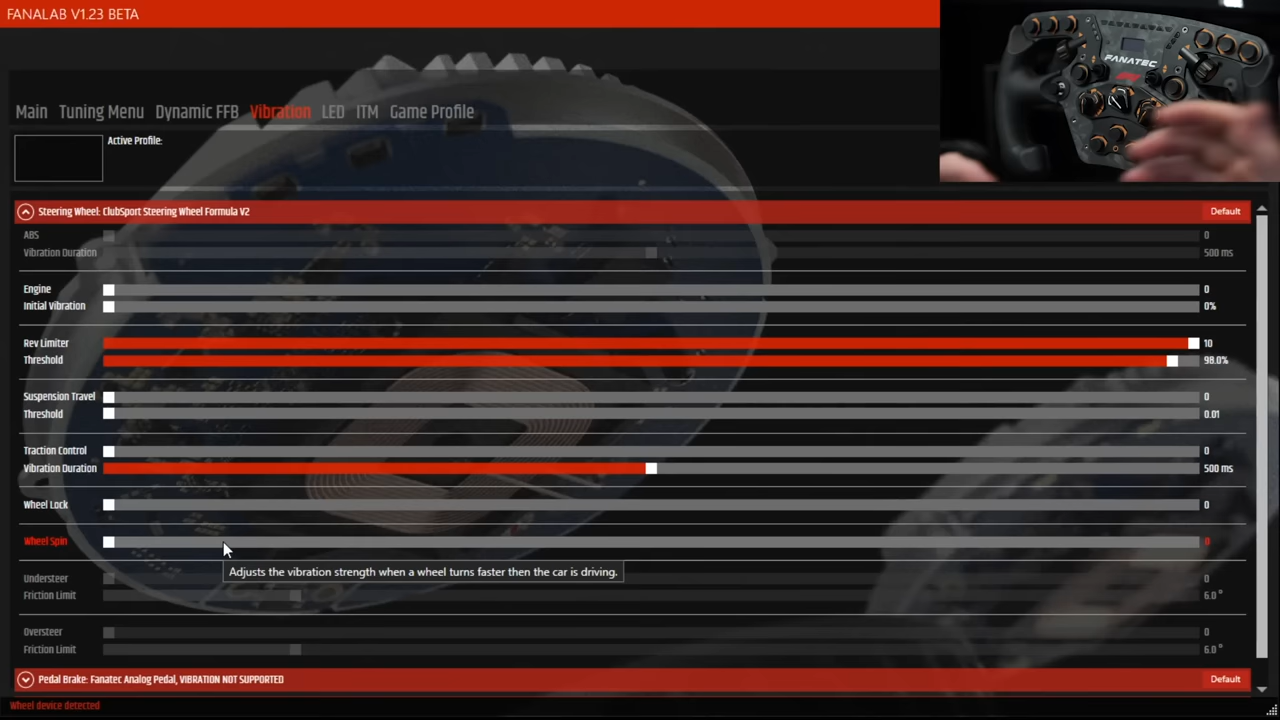 FANALAB V1.23 BETA
FANATEC
Main Tuning Menu Dynamic FFB Vibration LED ITM Game Profile
Active Profile:
Steering Wheel: ClubSport Steering Wheel Formula V2 Default
ABS 0
Vibration Duration 500 ms
Engine 0
Initial Vibration 0%
Rev Limiter 10
Threshold 98.0%
Suspension Travel 0
Threshold 0.01
Traction Control 0
Vibration Duration 500 ms
Wheel Lock 0
Wheel Spin 0
Adjusts the vibration strength when a wheel turns faster then the car is driving.
Understeer 0
Friction Limit 6.0 °
Oversteer 0
Friction Limit 6.0 °
Pedal Brake: Fanatec Analog Pedal, VIBRATION NOT SUPPORTED Default
Wheel device detected